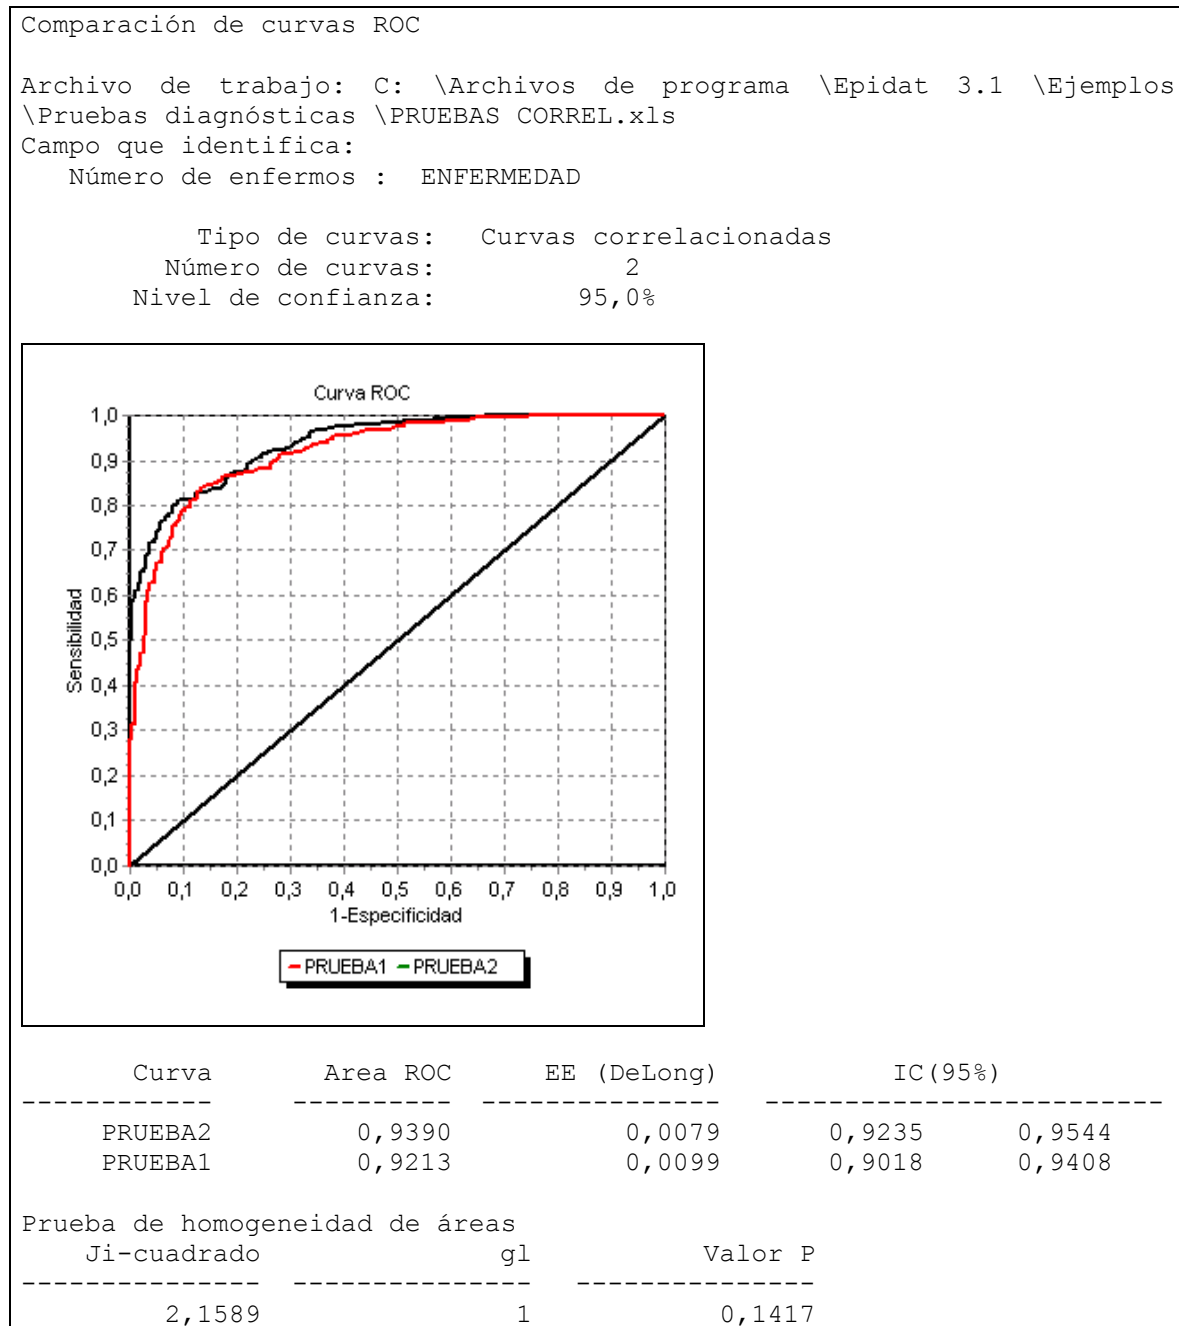 Comparación de curvas ROC
Archivo de trabajo: C: \Archivos de programa \Epidat 3.1 \Ejemplos
\Pruebas diagnósticas \PRUEBAS CORREL.xls
Campo que identifica:
Número de enfermos : ENFERMEDAD
Tipo de curvas: Curvas correlacionadas
Número de curvas: 2
Nivel de confianza: 95,0%
Curva ROC
1,0
0,9
0,8
0,7
0,6
0,5
0,4
0,3
0,2
0,1
0,0
Sensibilidad
0,0 0,1 0,2 0,3 0,4 0,5 0,6 0,7 0,8 0,9 1,0
1-Especificidad
PRUEBA1 PRUEBA2
Curva Area ROC EE (DeLong) IC(95%)
------------ ---------- --------------- -------------------------
PRUEBA2 0,9390 0,0079 0,9235 0,9544
PRUEBA1 0,9213 0,0099 0,9018 0,9408
Prueba de homogeneidad de áreas
Ji-cuadrado gl Valor P
--------------- --------------- ---------------
2,1589 1 0,1417